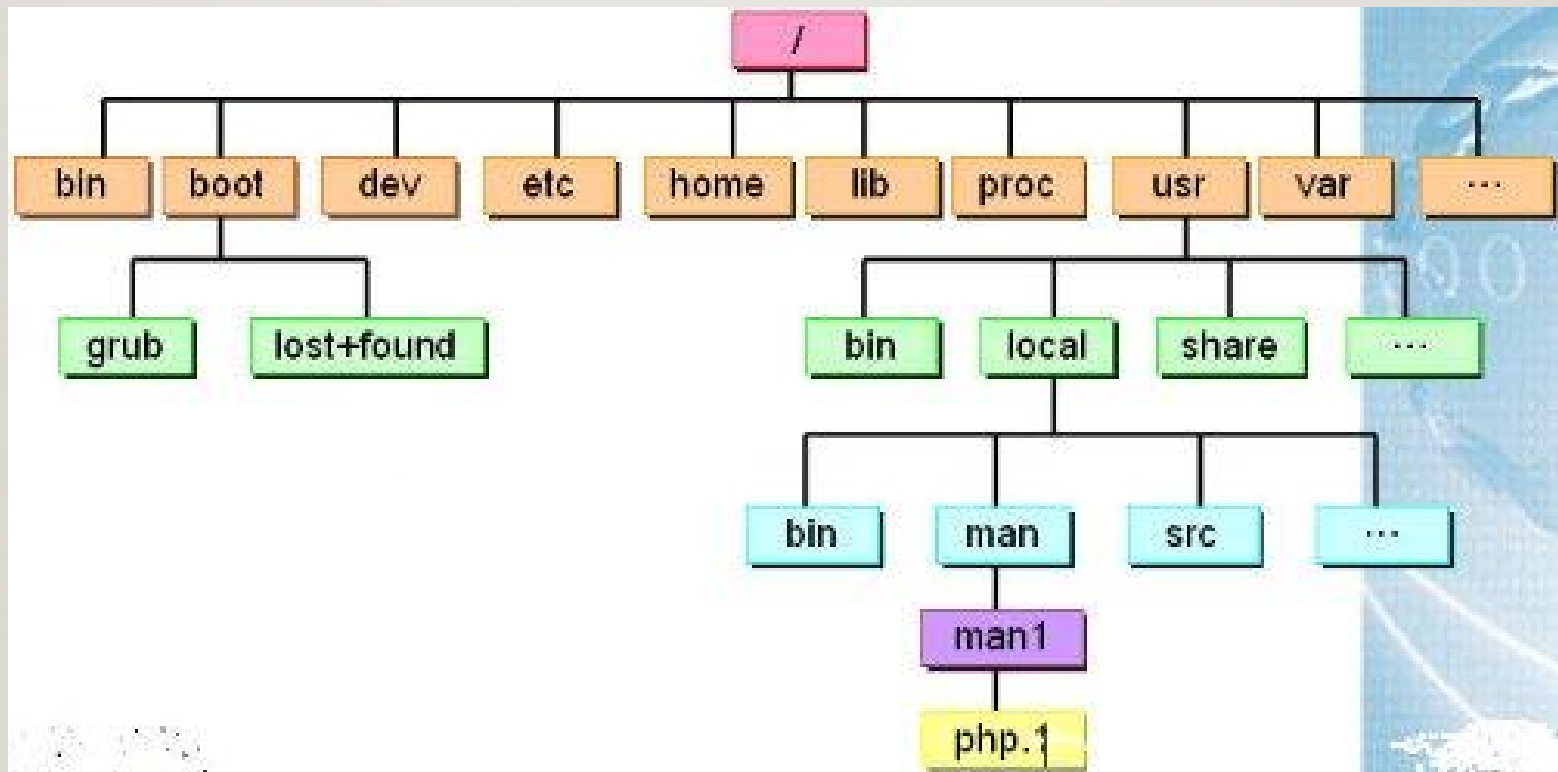 /
bin boot dev etc home lib proc usr var ...
grub lost+found bin local share ...
bin man src ...
man1
php.1